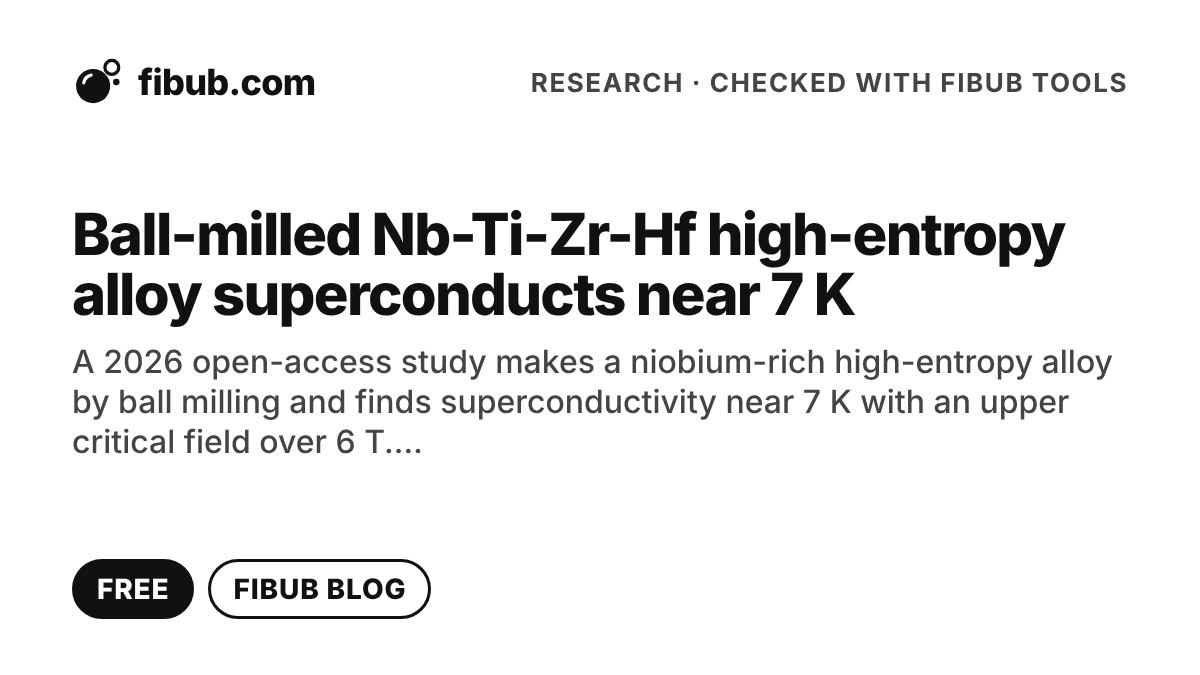 fibub.com
RESEARCH · CHECKED WITH FIBUB TOOLS
Ball-milled Nb-Ti-Zr-Hf high-entropy
alloy superconducts near 7 K
A 2026 open-access study makes a niobium-rich high-entropy alloy
by ball milling and finds superconductivity near 7 K with an upper
critical field over 6 T....
FREE
FIBUB BLOG